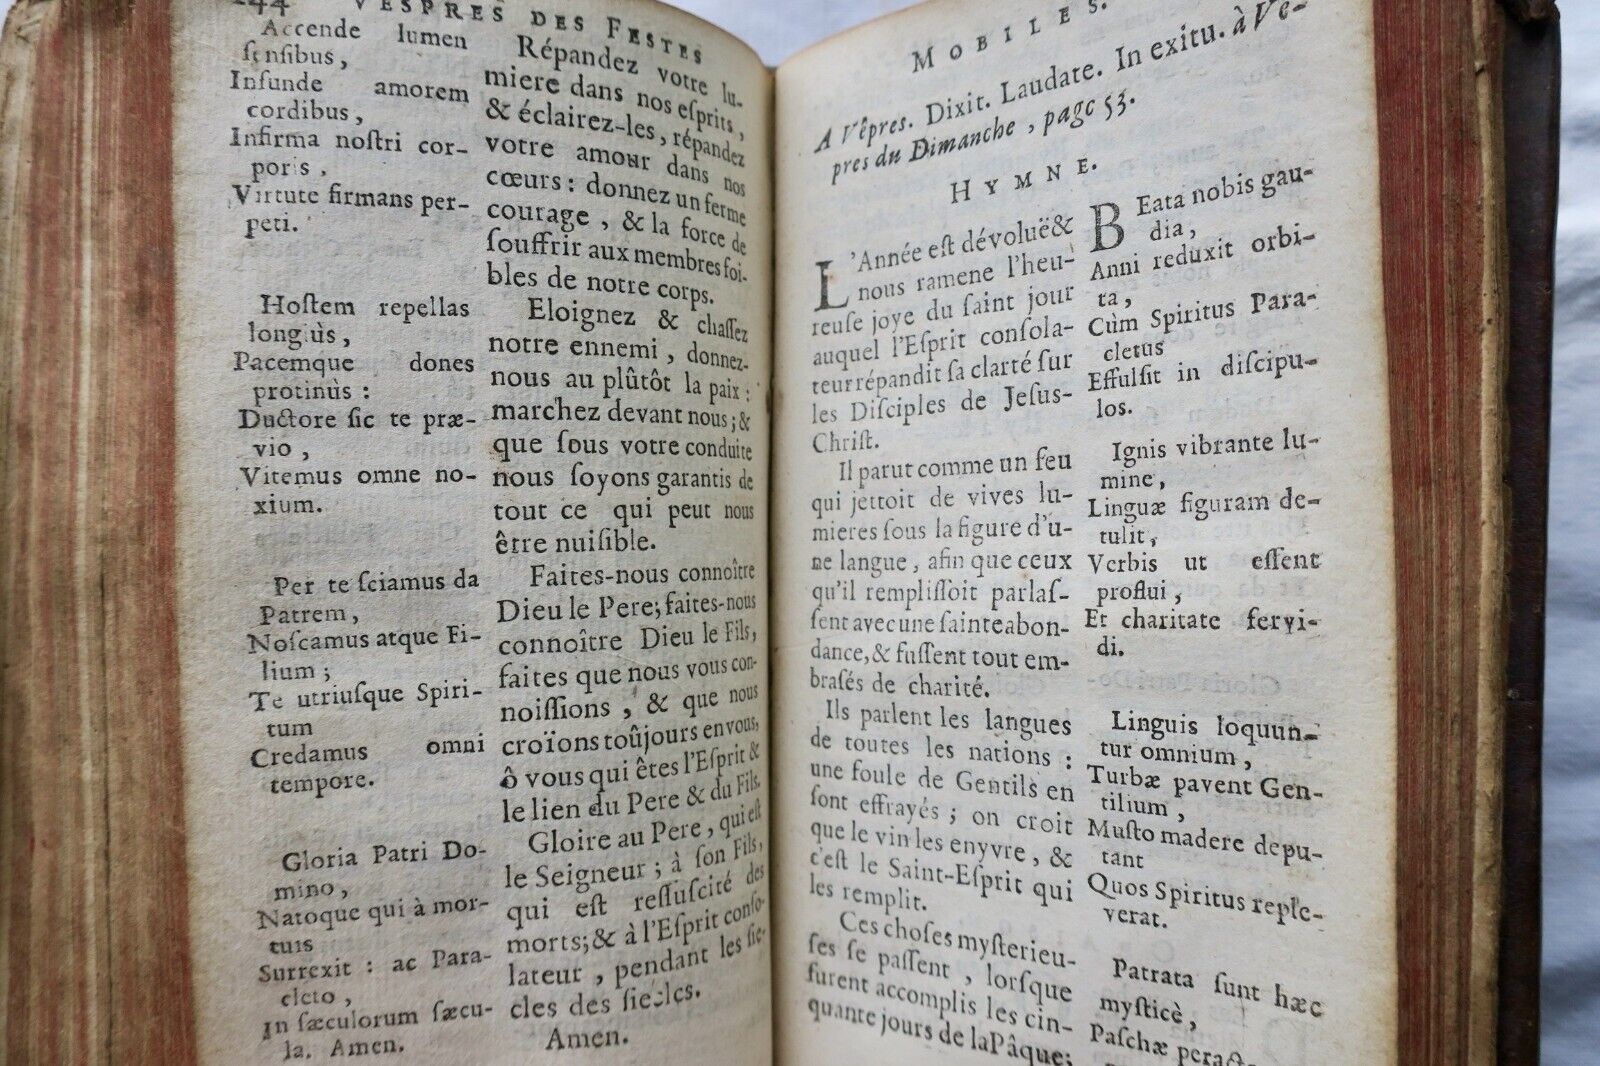 244 VESPRES DES FESTES
Accende lumen
ſenſibus,
Infunde amorem
cordibus,
Infirma noſtri cor-
poris,
Virtute firmans per-
peti.
Hoſtem repellas
longiùs,
Pacemque dones
protinùs :
Ductore ſic te præ-
vio,
Vitemus omne no-
xium.
Per te ſciamus da
Patrem,
Noſcamus atque Fi-
lium ;
Te utriuſque Spiri-
tum
Credamus omni
tempore.
Gloria Patri Do-
mino,
Natoque qui à mor-
tuis
Surrexit : ac Para-
cleto,
In ſæculorum ſæcu-
la. Amen.
Répandez votre lu-
miere dans nos eſprits,
& éclairez-les, répandez
votre amour dans nos
cœurs : donnez un ferme
courage, & la force de
ſouffrir aux membres foi-
bles de notre corps.
Eloignez & chaſſez
notre ennemi, donnez-
nous au plûtôt la paix :
marchez devant nous ; &
que ſous votre conduite
nous ſoyons garantis de
tout ce qui peut nous
être nuiſible.
Faites-nous connoître
Dieu le Pere; faites-nous
connoître Dieu le Fils,
faites que nous vous con-
noiſſions, & que nous
croïons toûjours en vous,
ô vous qui êtes l'Eſprit &
le lien du Pere & du Fils.
Gloire au Pere, qui eſt
le Seigneur ; à ſon Fils,
qui eſt reſſuſcité des
morts; & à l'Eſprit conſo-
lateur, pendant les ſie-
cles des ſiecles.
Amen.
MOBILES.
A Vêpres. Dixit. Laudate. In exitu. à Vê-
pres du Dimanche, page 53.
HYMNE.
L'Année eſt dévoluë &
nous ramene l'heu-
reuſe joye du ſaint jour
auquel l'Eſprit conſola-
teur répandit ſa clarté ſur
les Diſciples de Jeſus-
Chriſt.
Il parut comme un feu
qui jettoit de vives lu-
mieres ſous la figure d'u-
ne langue, afin que ceux
qu'il rempliſſoit parlaſ-
ſent avec une ſainte abon-
dance, & fuſſent tout em-
braſés de charité.
Ils parlent les langues
de toutes les nations :
une foule de Gentils en
ſont effrayés ; on croit
que le vin les enyvre, &
c'eſt le Saint-Eſprit qui
les remplit.
Ces choſes myſterieu-
ſes ſe paſſent, lorſque
furent accomplis les cin-
quante jours de la Pâque;
BEata nobis gau-
dia,
Anni reduxit orbi-
ta,
Cùm Spiritus Para-
cletus
Effulſit in diſcipu-
los.
Ignis vibrante lu-
mine,
Linguæ figuram de-
tulit,
Verbis ut eſſent
proflui,
Et charitate fervi-
di.
Linguis loquun-
tur omnium,
Turbæ pavent Gen-
tilium,
Muſto madere depu-
tant
Quos Spiritus reple-
verat.
Patrata ſunt hæc
myſticè,
Paſchæ peracto